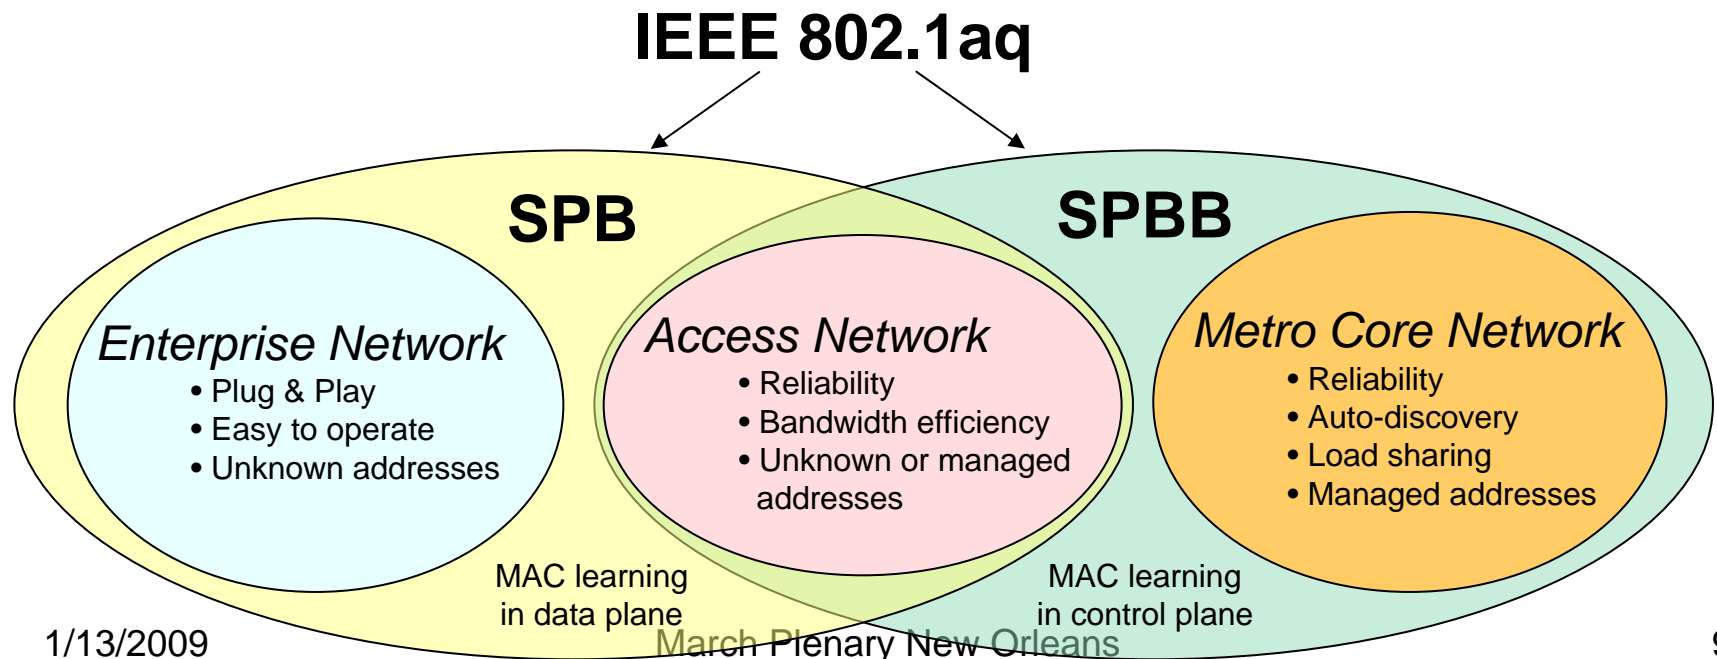 IEEE 802.1aq
SPB
SPBB
Enterprise Network
• Plug & Play
• Easy to operate
• Unknown addresses
Access Network
• Reliability
• Bandwidth efficiency
• Unknown or managed
addresses
Metro Core Network
• Reliability
• Auto-discovery
• Load sharing
• Managed addresses
MAC learning
in data plane
MAC learning
in control plane
1/13/2009
March Plenary New Orleans